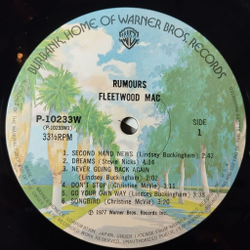 "BURBANK, HOME OF WARNER BROS. RECORDS
RUMOURS
FLEETWOOD MAC
P-10233W
(P-10233W1)
33⅓RPM
SIDE
1
1. SECOND HAND NEWS (Lindsey Buckingham) 2:43
2. DREAMS (Stevie Nicks) 4:14
3. NEVER GOING BACK AGAIN
(Lindsey Buckingham) 2:02
4. DON'T STOP (Christine McVie) 3:11
5. GO YOUR OWN WAY (Lindsey Buckingham) 3:38
6. SONGBIRD (Christine McVie) 3:20
℗ 1977 Warner Bros. Records Inc.